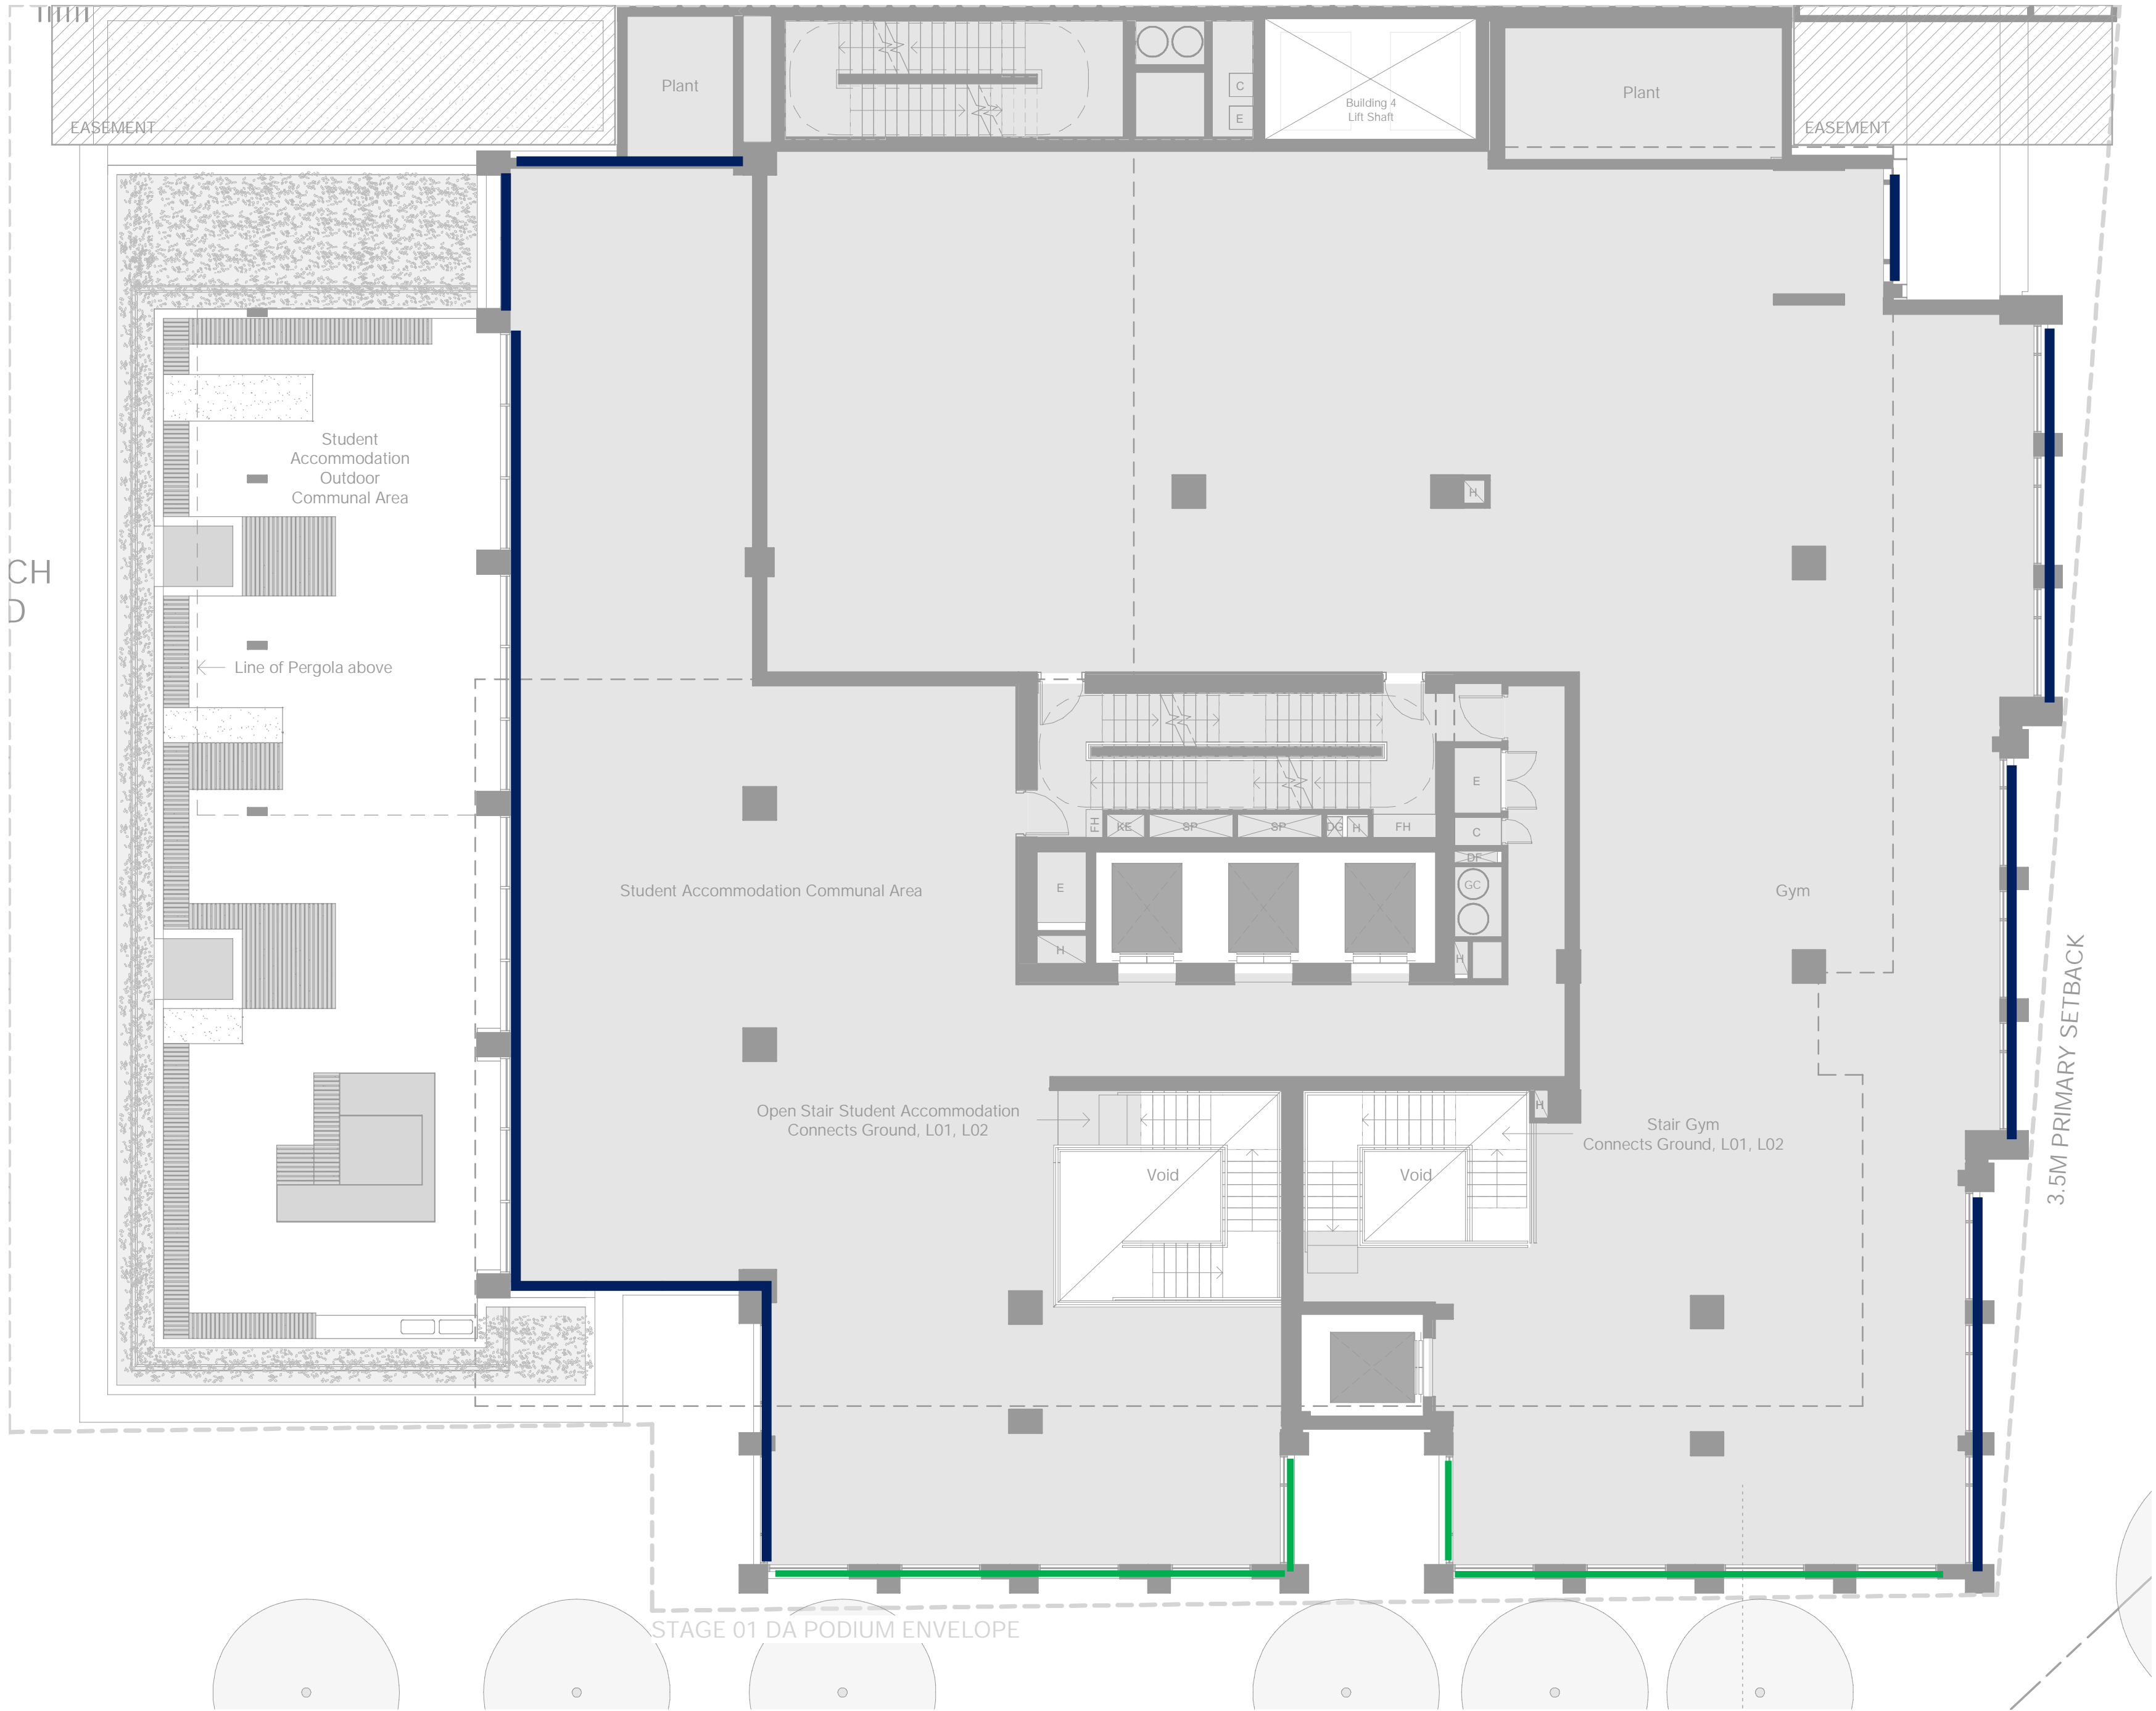 Plant
C
E
Building 4
Lift Shaft
Plant
EASEMENT
EASEMENT
Student
Accommodation
Outdoor
Communal Area
H
CH
D
Line of Pergola above
E
FH
KE
SP
SP
DG
H
FH
C
DF
E
GC
Student Accommodation Communal Area
Gym
H
H
3.5M PRIMARY SETBACK
Open Stair Student Accommodation
Connects Ground, L01, L02
H
Stair Gym
Connects Ground, L01, L02
Void
Void
STAGE 01 DA PODIUM ENVELOPE